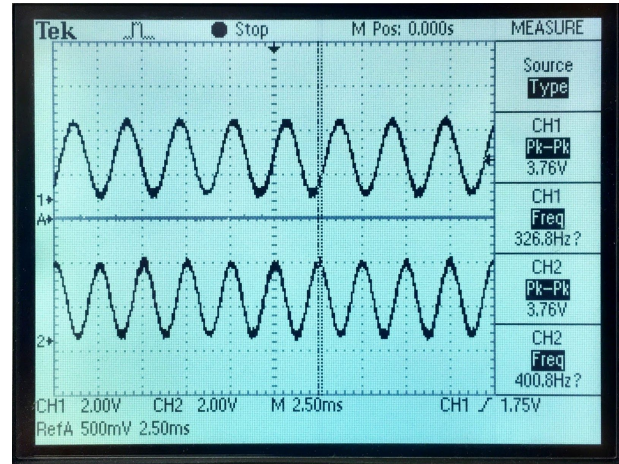 Tek Stop M Pos: 0.000s MEASURE
Source
Type
CH1
Pk-Pk
3.76V
CH1
Freq
326.8Hz?
CH2
Pk-Pk
3.76V
CH2
Freq
400.8Hz?
1
A
2
CH1 2.00V CH2 2.00V M 2.50ms CH1 1.75V
RefA 500mV 2.50ms